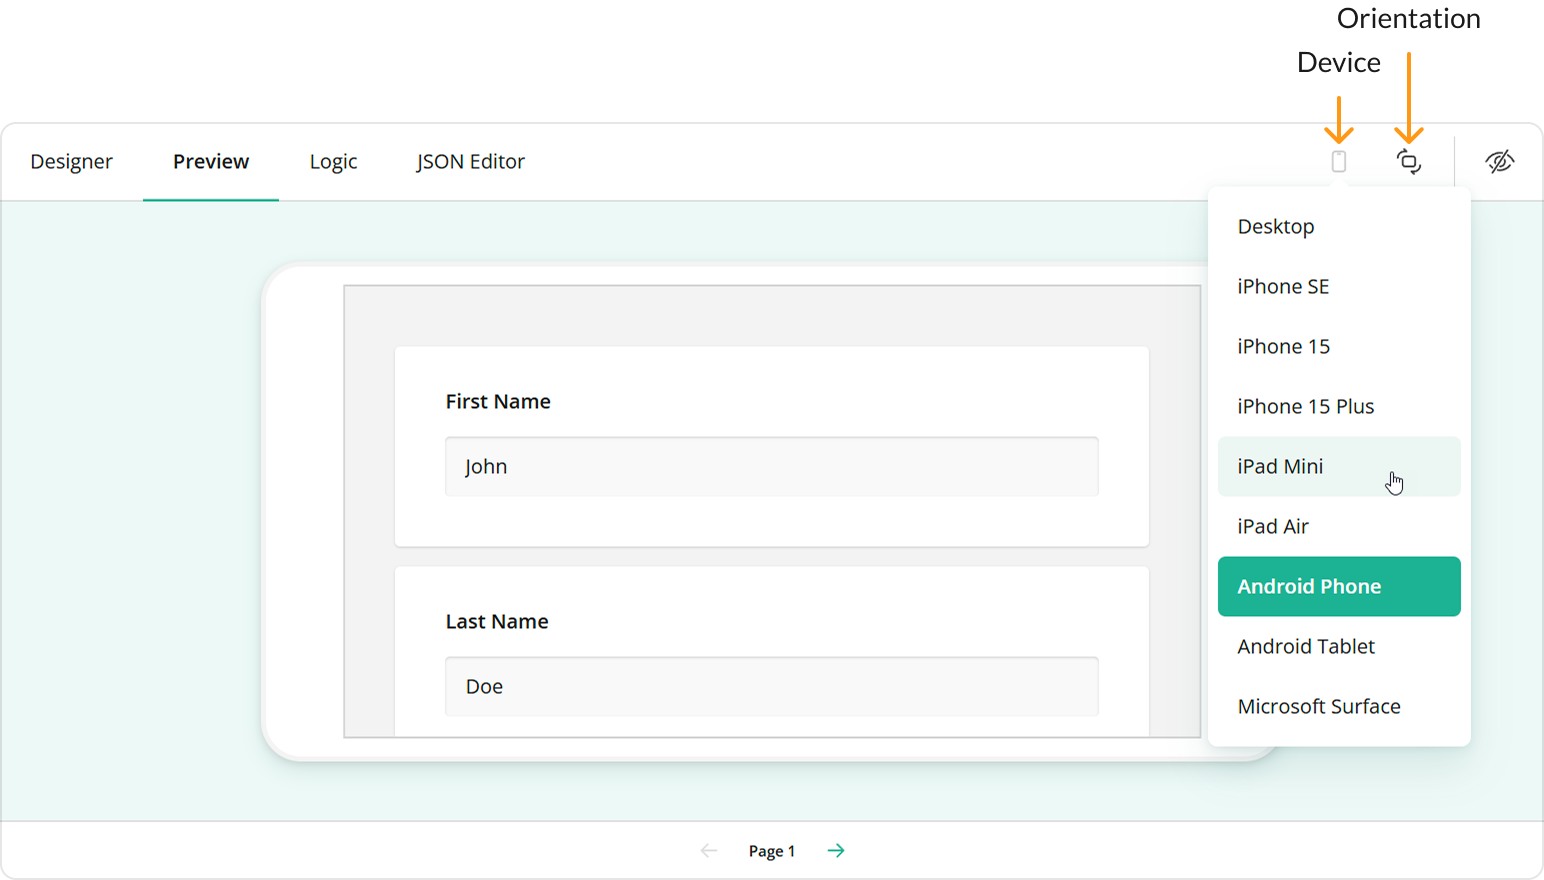 Orientation
Device
Designer
Preview
Logic
JSON Editor
Desktop
iPhone SE
iPhone 15
iPhone 15 Plus
iPad Mini
iPad Air
Android Phone
Android Tablet
Microsoft Surface
First Name
John
Last Name
Doe
Page 1